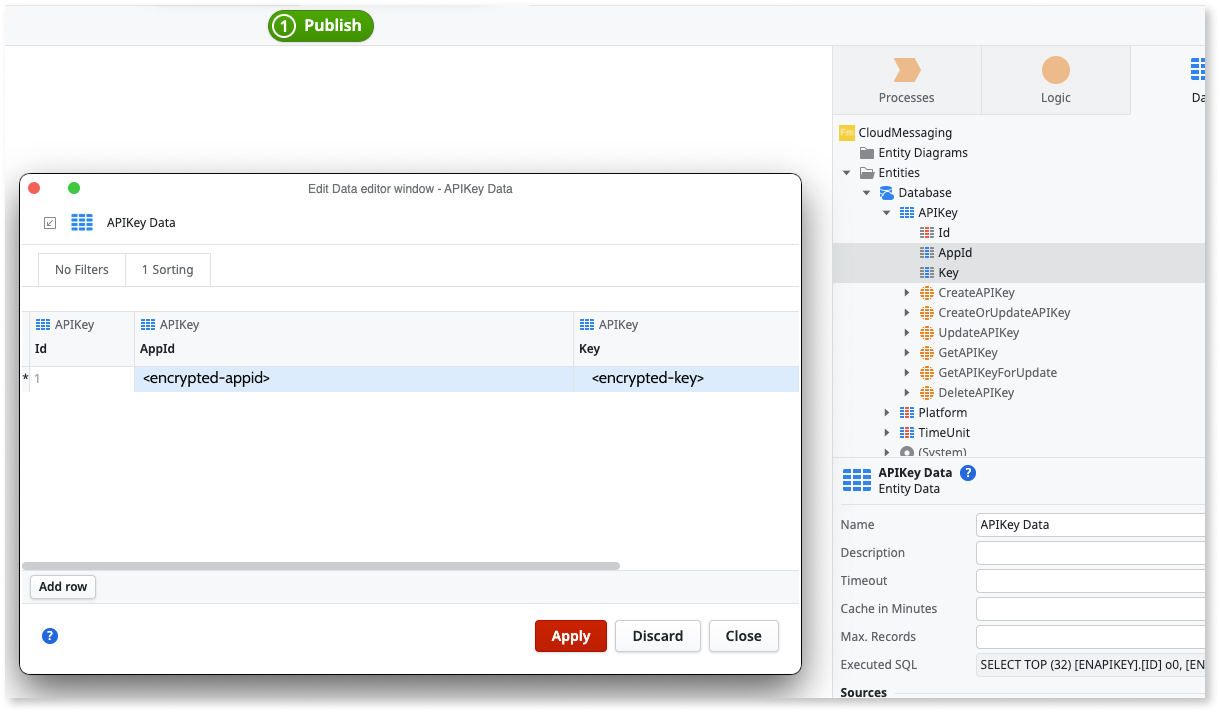 1 Publish
Processes
Logic
Da
Fm CloudMessaging
Entity Diagrams
Entities
Database
APIKey
Id
AppId
Key
CreateAPIKey
CreateOrUpdateAPIKey
UpdateAPIKey
GetAPIKey
GetAPIKeyForUpdate
DeleteAPIKey
Platform
TimeUnit
(System)
Edit Data editor window - APIKey Data
APIKey Data
No Filters 1 Sorting
APIKey APIKey APIKey
Id AppId Key
* 1 <encrypted-appid> <encrypted-key>
Add row
? Apply Discard Close
APIKey Data ?
Entity Data
Name APIKey Data
Description
Timeout
Cache in Minutes
Max. Records
Executed SQL SELECT TOP (32) [ENAPIKEY].[ID] o0, [EN
Sources